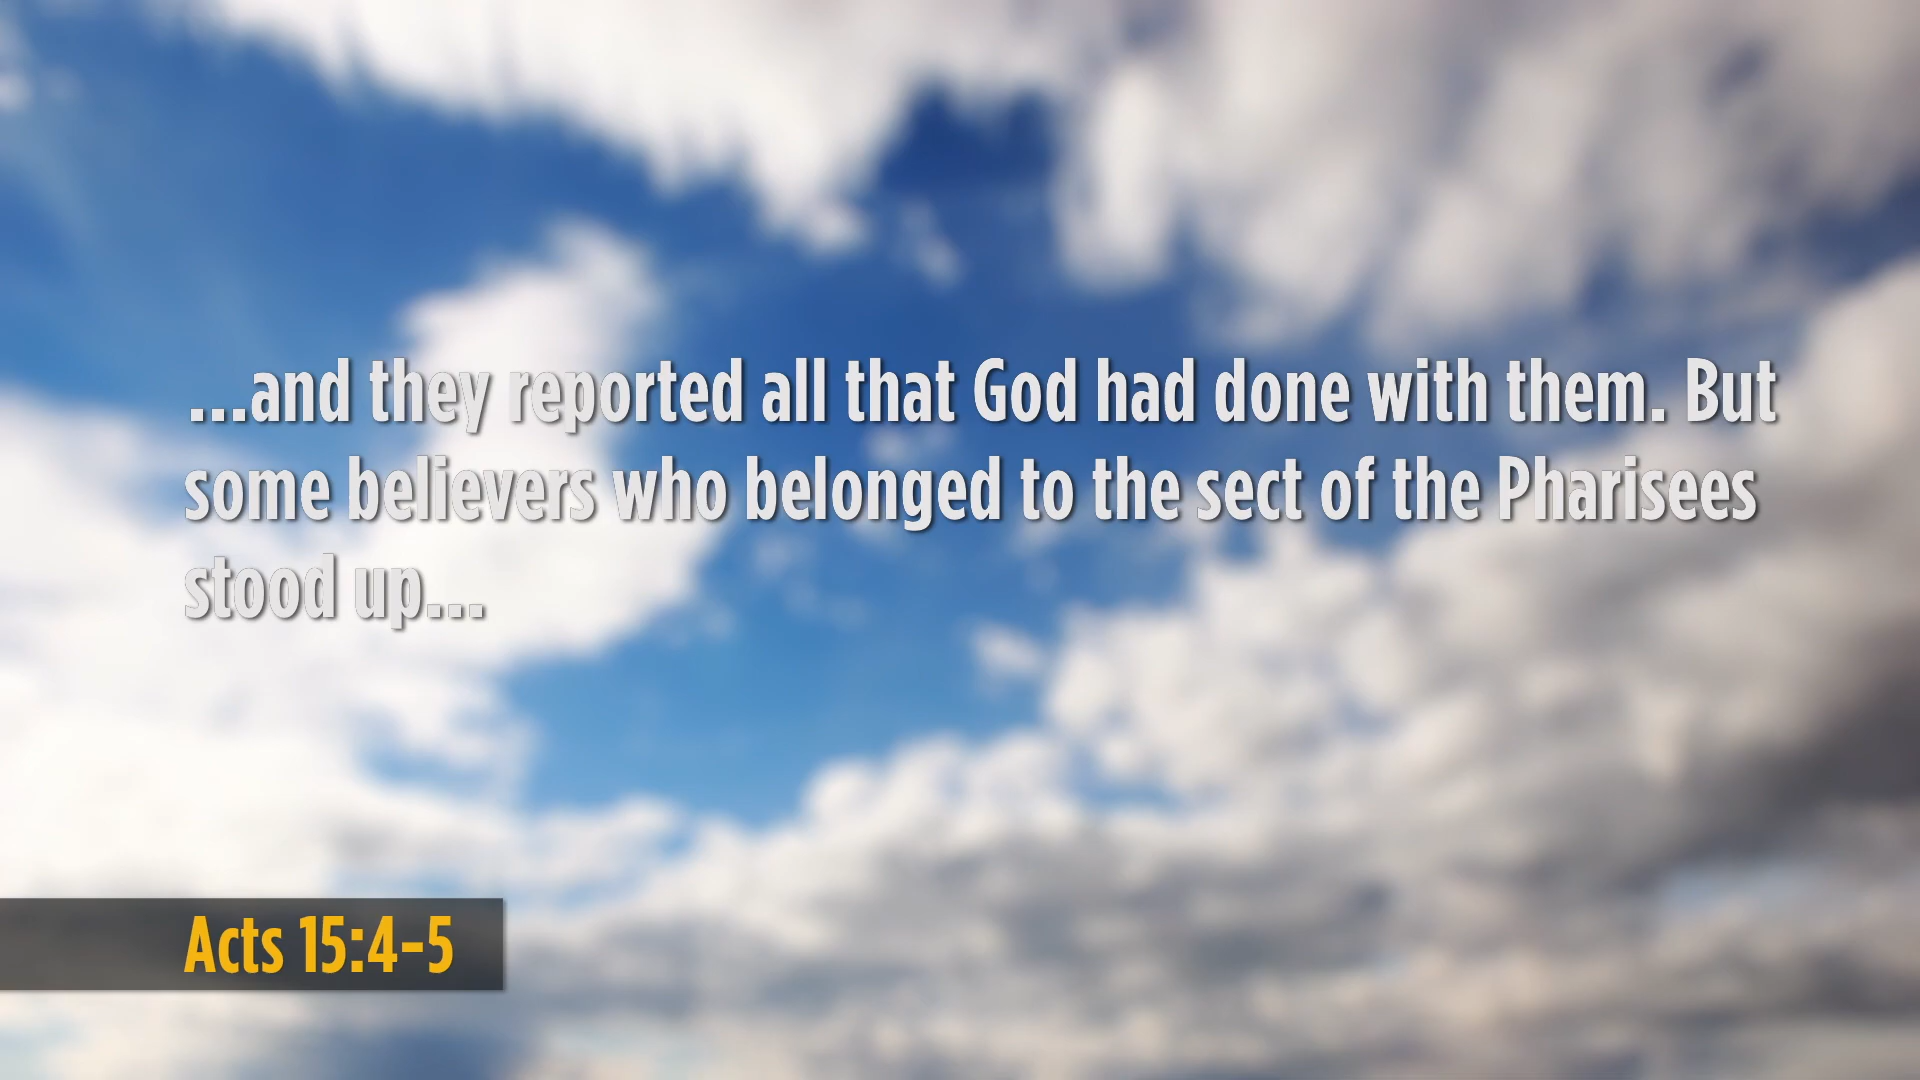 ...and they reported all that God had done with them. But
some believers who belonged to the sect of the Pharisees
stood up...
Acts 15:4-5